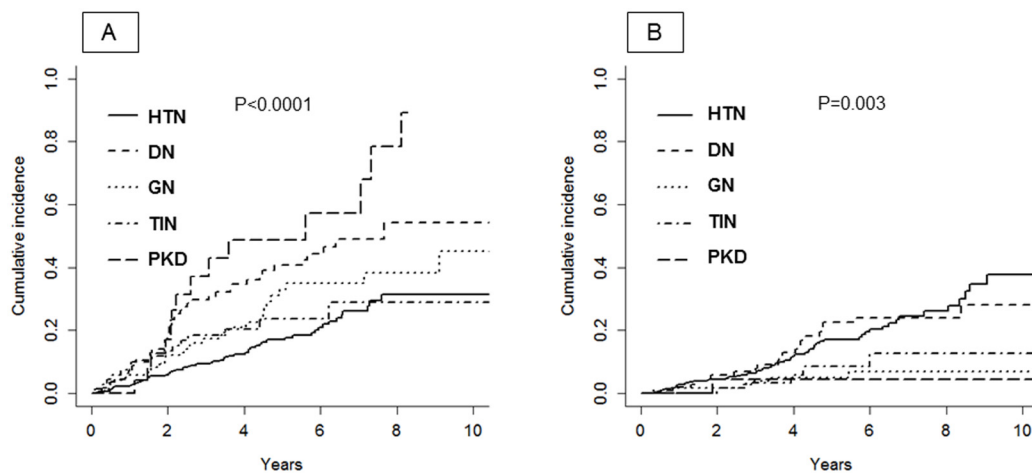 A
P<0.0001
HTN
DN
GN
TIN
PKD
Cumulative incidence
1.0
0.8
0.6
0.4
0.2
0.0
0 2 4 6 8 10
Years
B
P=0.003
HTN
DN
GN
TIN
PKD
Cumulative incidence
1.0
0.8
0.6
0.4
0.2
0.0
0 2 4 6 8 10
Years